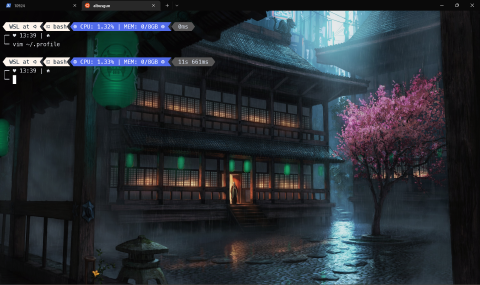 WSL at bash CPU: 1.32% | MEM: 0/8GB 0ms
♥ 13:39 |
vim ~/.profile
WSL at bash CPU: 1.33% | MEM: 0/8GB 11s 661ms
♥ 13:39 |